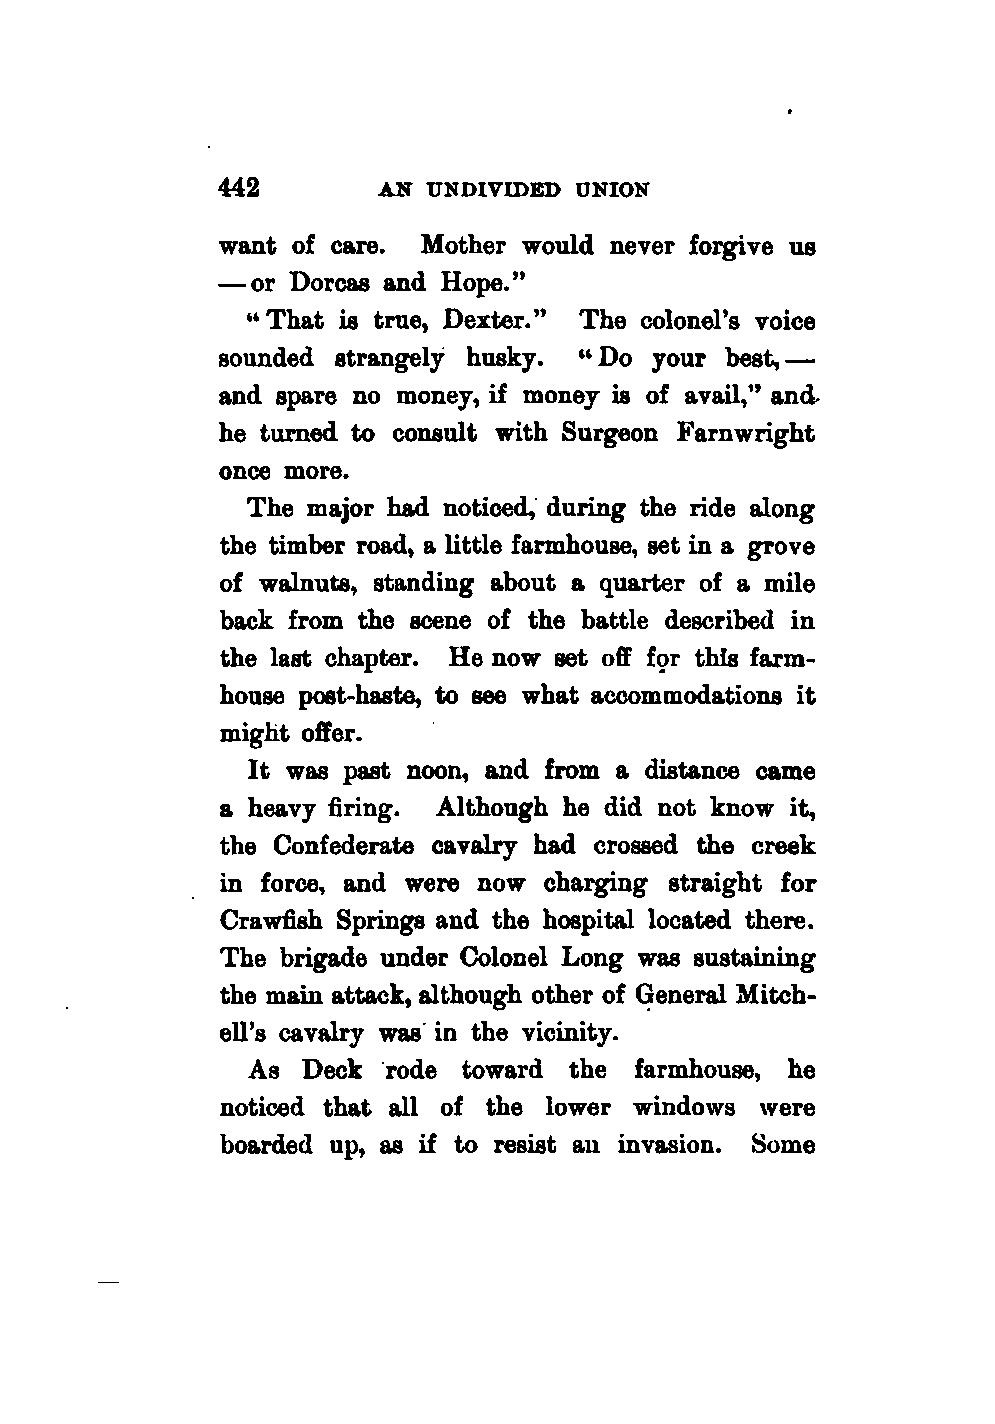 442 AN UNDIVIDED UNION
want of care. Mother would never forgive us
— or Dorcas and Hope."
"That is true, Dexter." The colonel's voice
sounded strangely husky. "Do your best, —
and spare no money, if money is of avail," and
he turned to consult with Surgeon Farnwright
once more.
The major had noticed, during the ride along
the timber road, a little farmhouse, set in a grove
of walnuts, standing about a quarter of a mile
back from the scene of the battle described in
the last chapter. He now set off for this farm-
house post-haste, to see what accommodations it
might offer.
It was past noon, and from a distance came
a heavy firing. Although he did not know it,
the Confederate cavalry had crossed the creek
in force, and were now charging straight for
Crawfish Springs and the hospital located there.
The brigade under Colonel Long was sustaining
the main attack, although other of General Mitch-
ell's cavalry was in the vicinity.
As Deck rode toward the farmhouse, he
noticed that all of the lower windows were
boarded up, as if to resist an invasion. Some